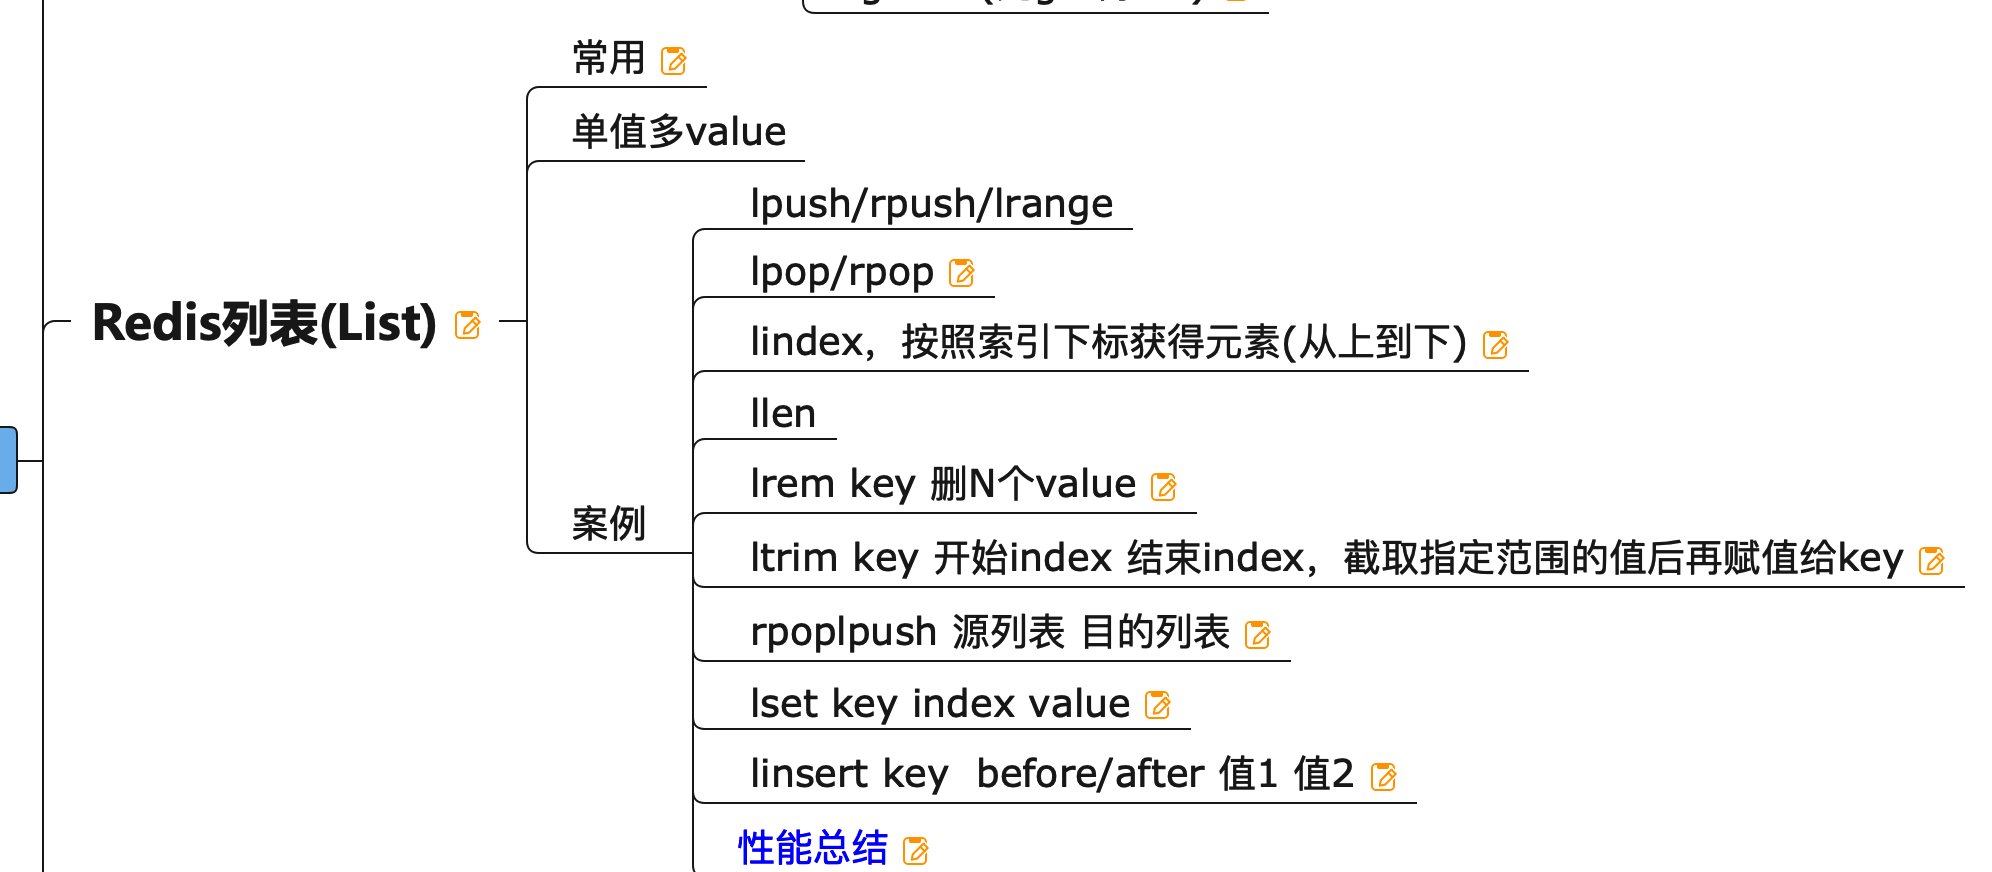 常用
单值多value
lpush/rpush/lrange
lpop/rpop
lindex，按照索引下标获得元素(从上到下)
Redis列表(List)
llen
lrem key 删N个value
案例
ltrim key 开始index 结束index，截取指定范围的值后再赋值给key
rpoplpush 源列表 目的列表
lset key index value
linsert key  before/after 值1 值2
性能总结